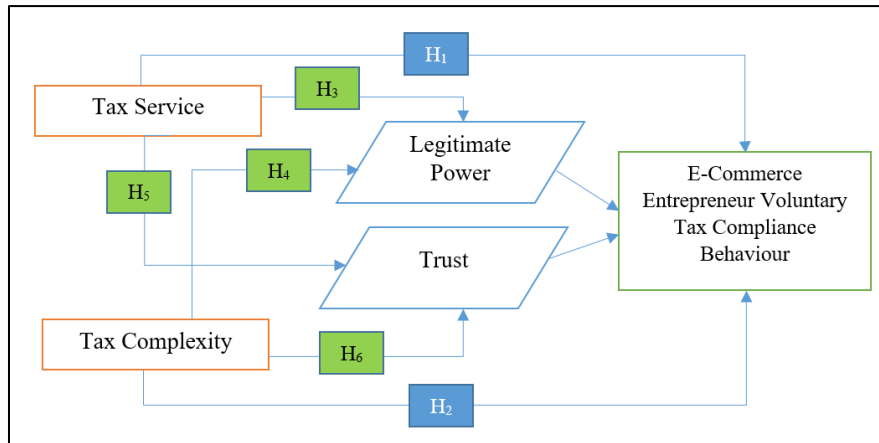 H₁
Tax Service
H₃
Legitimate
Power
H₄
H₅
E-Commerce
Entrepreneur Voluntary
Tax Compliance
Behaviour
Trust
Tax Complexity
H₆
H₂